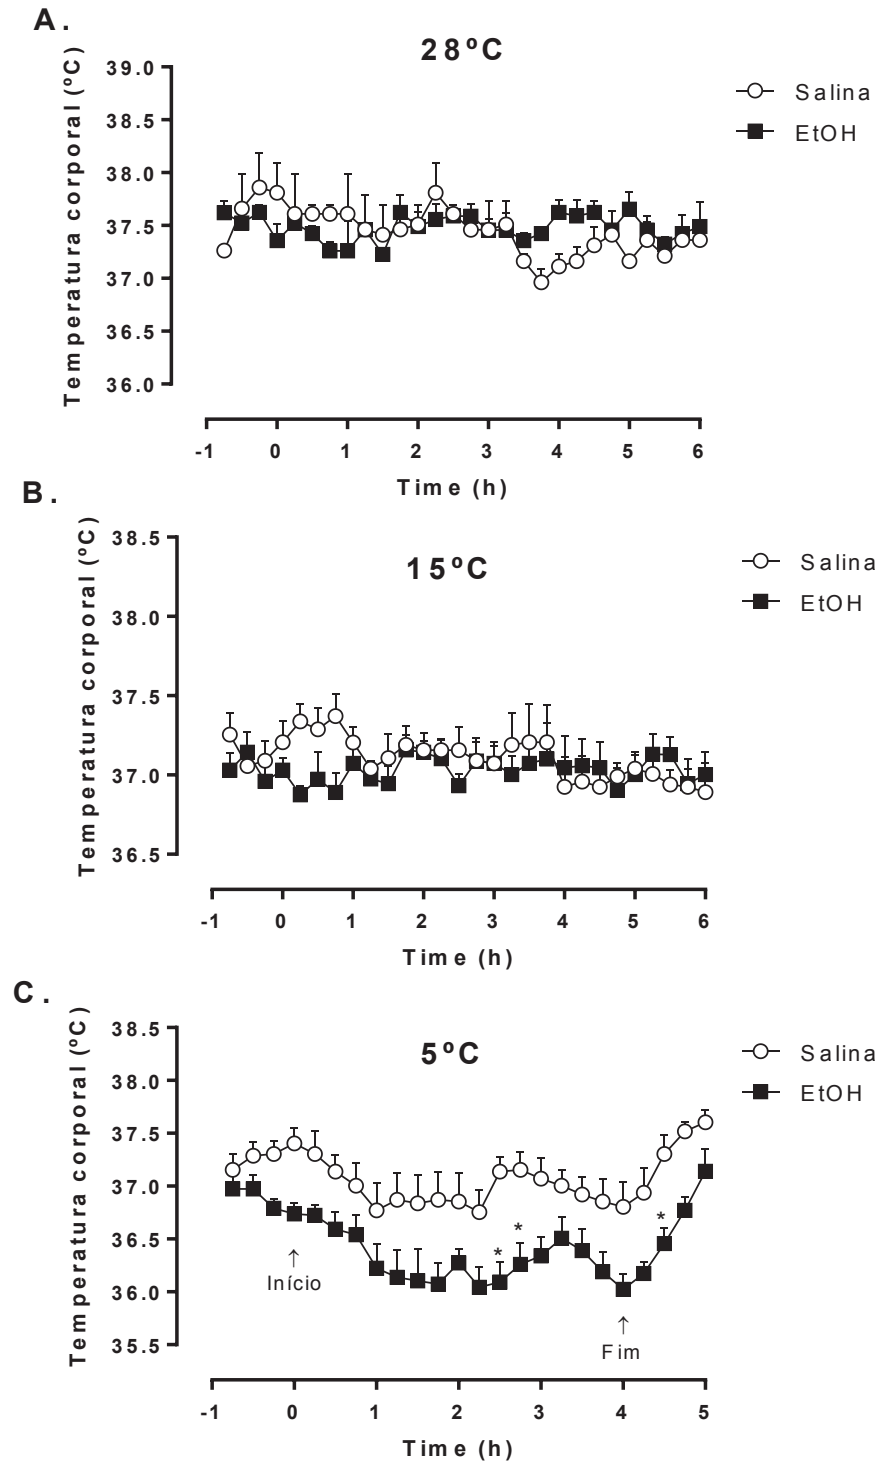 A.
28ºC
Temperatura corporal (ºC)
39.0
38.5
38.0
37.5
37.0
36.5
36.0
Salina
EtOH
-1 0 1 2 3 4 5 6
Time (h)
B.
15ºC
Temperatura corporal (ºC)
38.5
38.0
37.5
37.0
36.5
Salina
EtOH
-1 0 1 2 3 4 5 6
Time (h)
C.
5ºC
Temperatura corporal (ºC)
38.5
38.0
37.5
37.0
36.5
36.0
35.5
Salina
EtOH
* * *
↑
Início
↑
Fim
-1 0 1 2 3 4 5
Time (h)